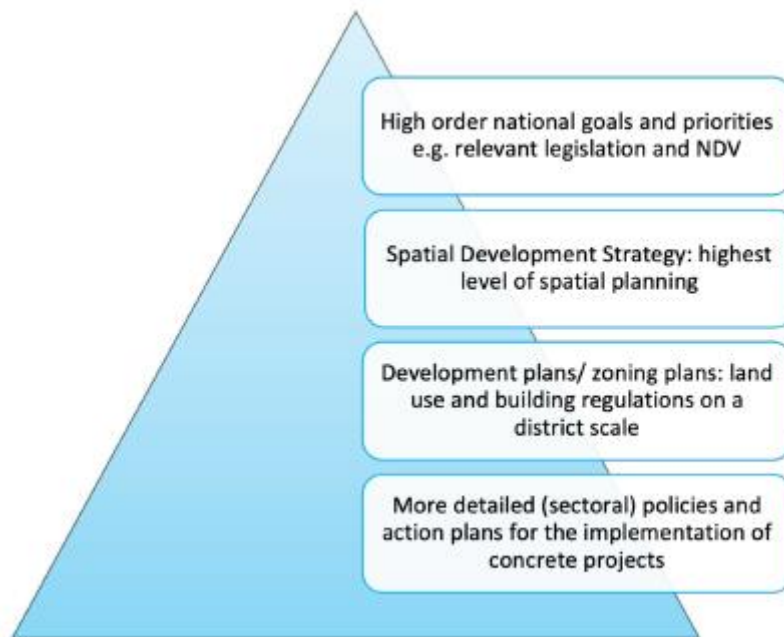 High order national goals and priorities
e.g. relevant legislation and NDV
Spatial Development Strategy: highest
level of spatial planning
Development plans/ zoning plans: land
use and building regulations on a
district scale
More detailed (sectoral) policies and
action plans for the implementation of
concrete projects